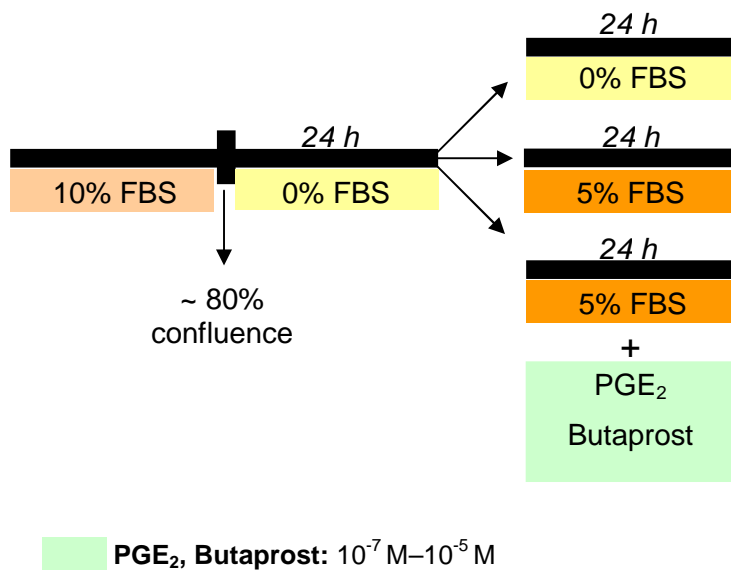 24 h
0% FBS
24 h
24 h
10% FBS
0% FBS
5% FBS
~ 80%
confluence
24 h
5% FBS
+
PGE₂
Butaprost
PGE₂, Butaprost: 10⁻⁷ M–10⁻⁵ M